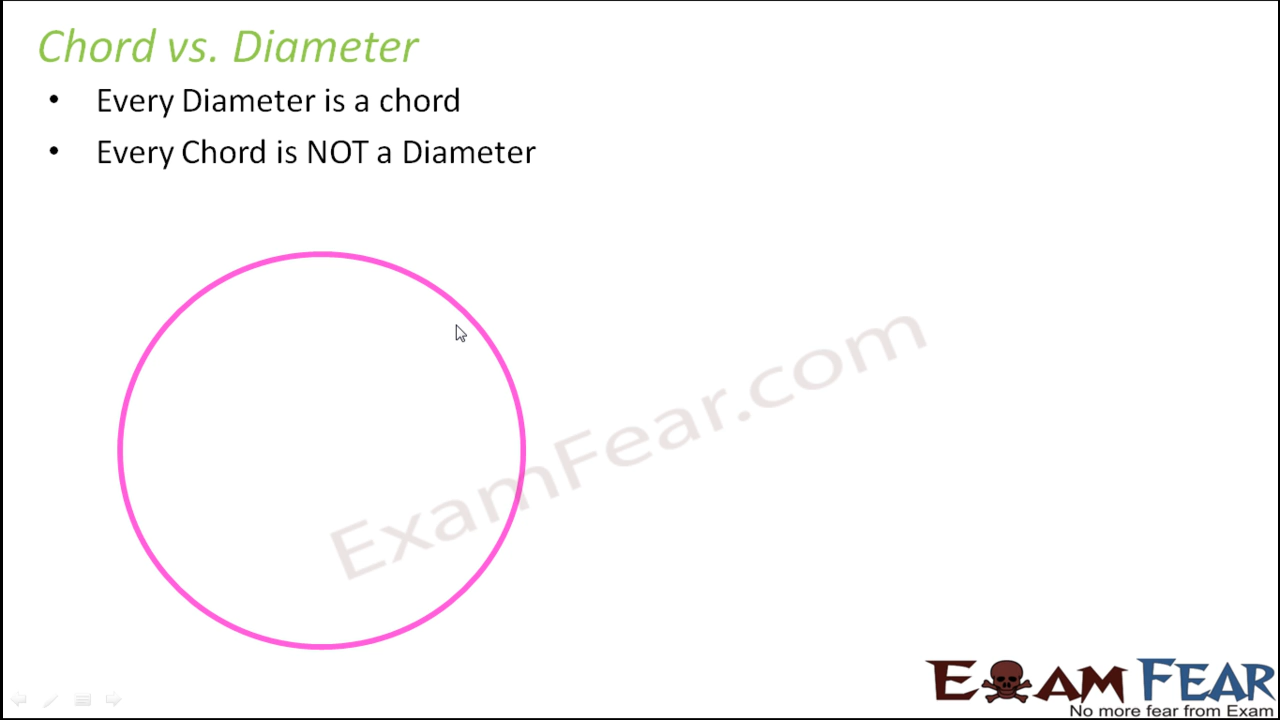 Chord vs. Diameter
• Every Diameter is a chord
• Every Chord is NOT a Diameter
ExamFear.com
EXAM FEAR
No more fear from Exam